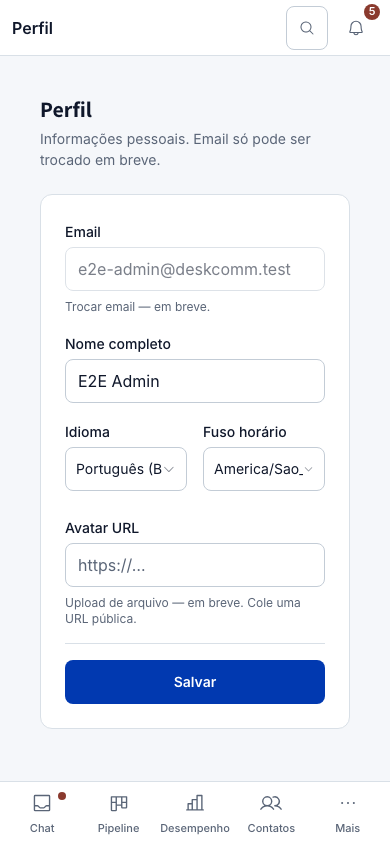 Perfil
5
Perfil
Informações pessoais. Email só pode ser
trocado em breve.
Email
e2e-admin@deskcomm.test
Trocar email — em breve.
Nome completo
E2E Admin
Idioma
Fuso horário
Português (B
America/Sao_
Avatar URL
https://...
Upload de arquivo — em breve. Cole uma
URL pública.
Salvar
Chat
Pipeline
Desempenho
Contatos
Mais